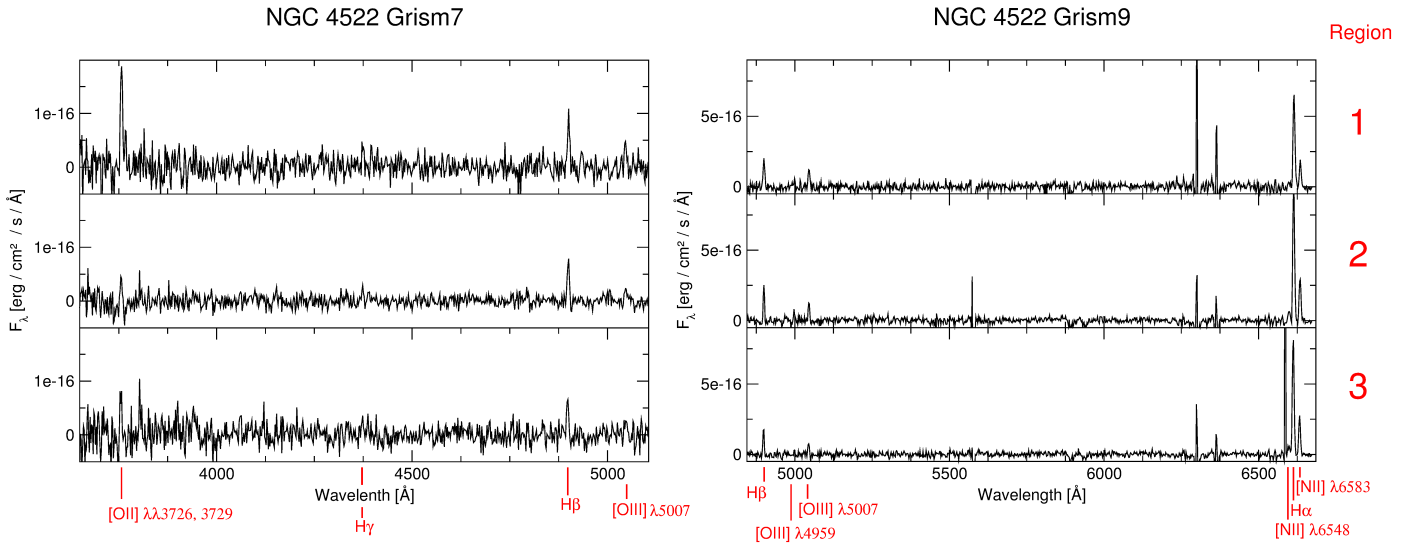 NGC 4522 Grism7
NGC 4522 Grism9
Region
1e-16
0
1e-16
0
1e-16
0
Fλ [erg / cm² / s / Å]
4000
4500
5000
Wavelenth [Å]
[OII] λλ3726, 3729
Hγ
Hβ
[OIII] λ5007
5e-16
0
5e-16
0
5e-16
0
Fλ [erg / cm² / s / Å]
5000
5500
6000
6500
Wavelength [Å]
Hβ
[OIII] λ5007
[OIII] λ4959
[NII] λ6583
Hα
[NII] λ6548
1
2
3